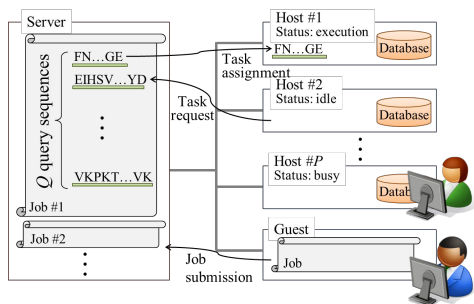 Server
FN…GE
EIHSV…YD
Q query sequences
VKPKT…VK
Job #1
Job #2
Task
assignment
Task
request
Job
submission
Host #1
Status: execution
FN…GE
Database
Host #2
Status: idle
Database
Host #P
Status: busy
Guest
Job